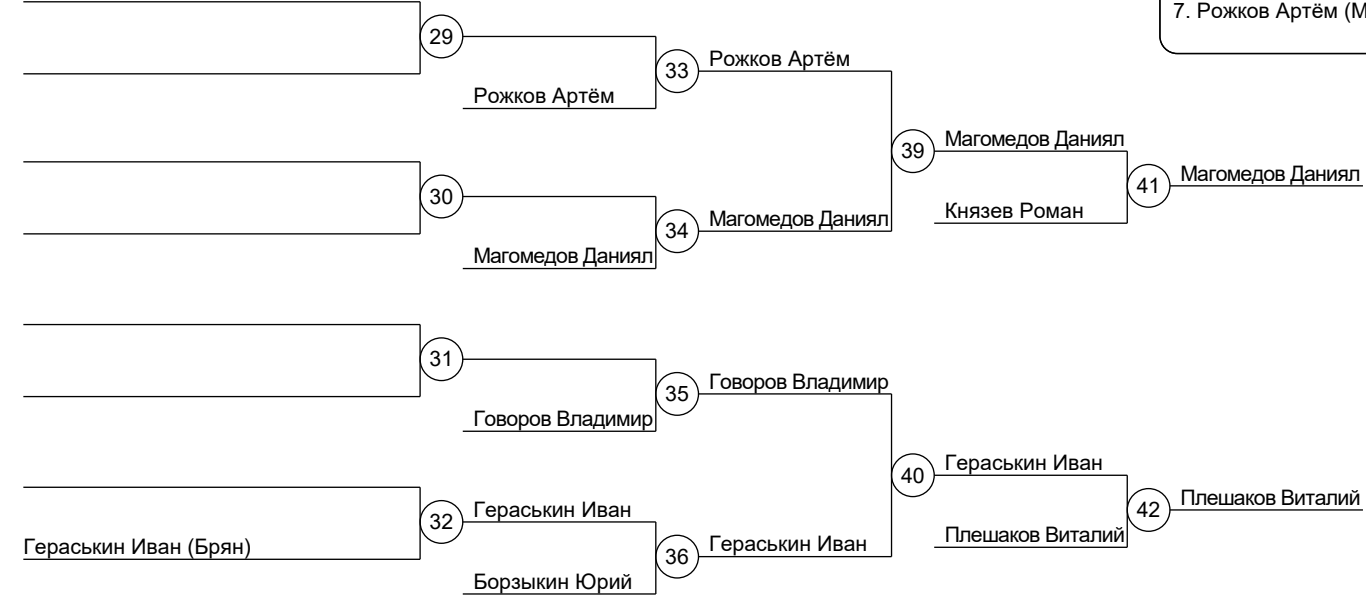 7. Рожков Артём (М
29
Рожков Артём
33
Рожков Артём
30
Магомедов Даниял
34
Магомедов Даниял
39
Магомедов Даниял
Князев Роман
41
Магомедов Даниял
31
Говоров Владимир
35
Говоров Владимир
Гераськин Иван (Брян)
32
Гераськин Иван
Борзыкин Юрий
36
Гераськин Иван
40
Гераськин Иван
Плешаков Виталий
42
Плешаков Виталий